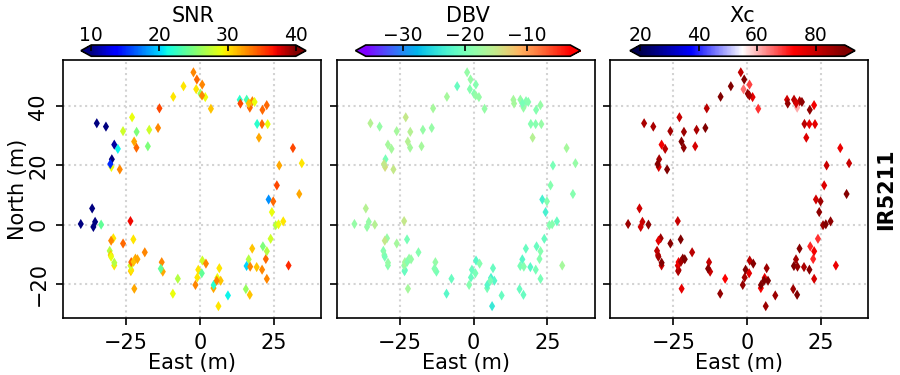 SNR DBV Xc
10 20 30 40 −30 −20 −10 20 40 60 80
40
20
0
−20
North (m)
IR5211
−25 0 25 −25 0 25 −25 0 25
East (m) East (m) East (m)